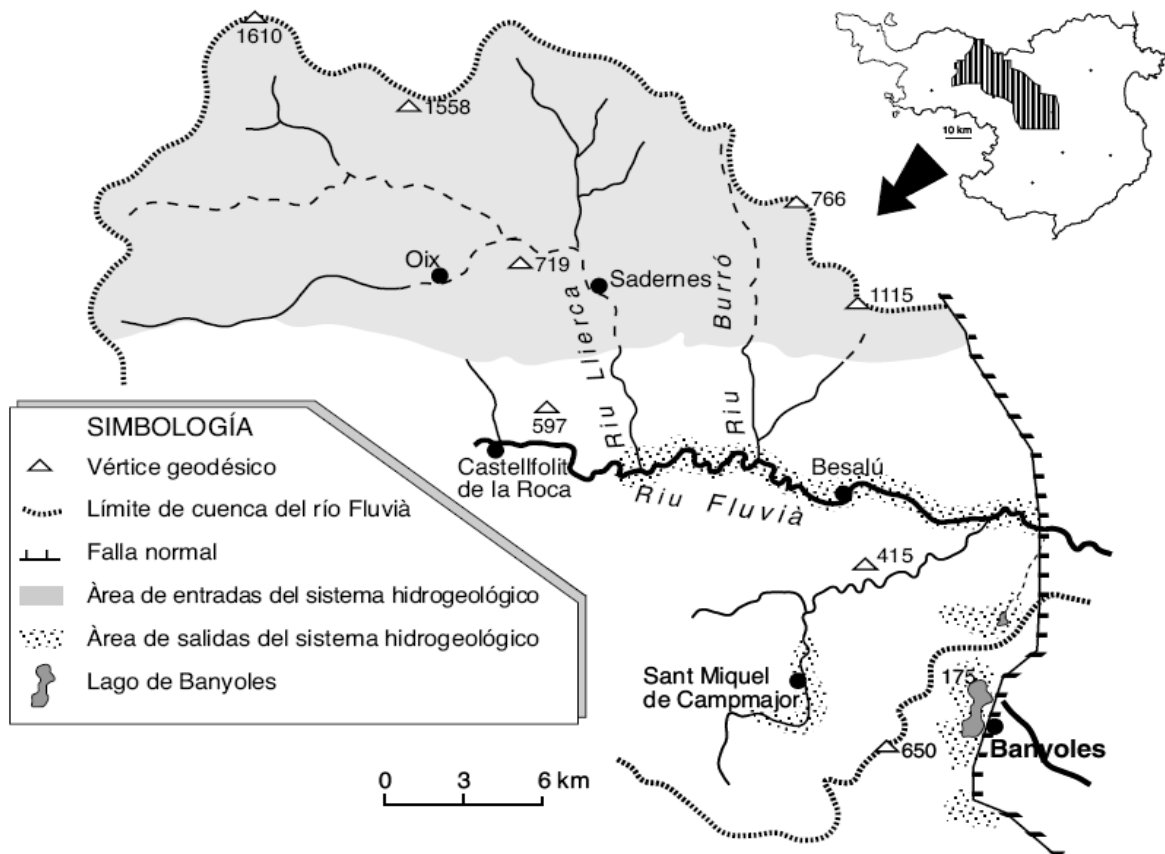 1610
1558
10 km
766
Oix
719
Sadernes
1115
Riu Llierca
Riu Burró
SIMBOLOGÍA
Vértice geodésico
Límite de cuenca del río Fluvià
Falla normal
Àrea de entradas del sistema hidrogeológico
Àrea de salidas del sistema hidrogeológico
Lago de Banyoles
597
Castellfollit
de la Roca
Besalú
Riu Fluvià
415
Sant Miquel
de Campmajor
175
650
Banyoles
0 3 6 km